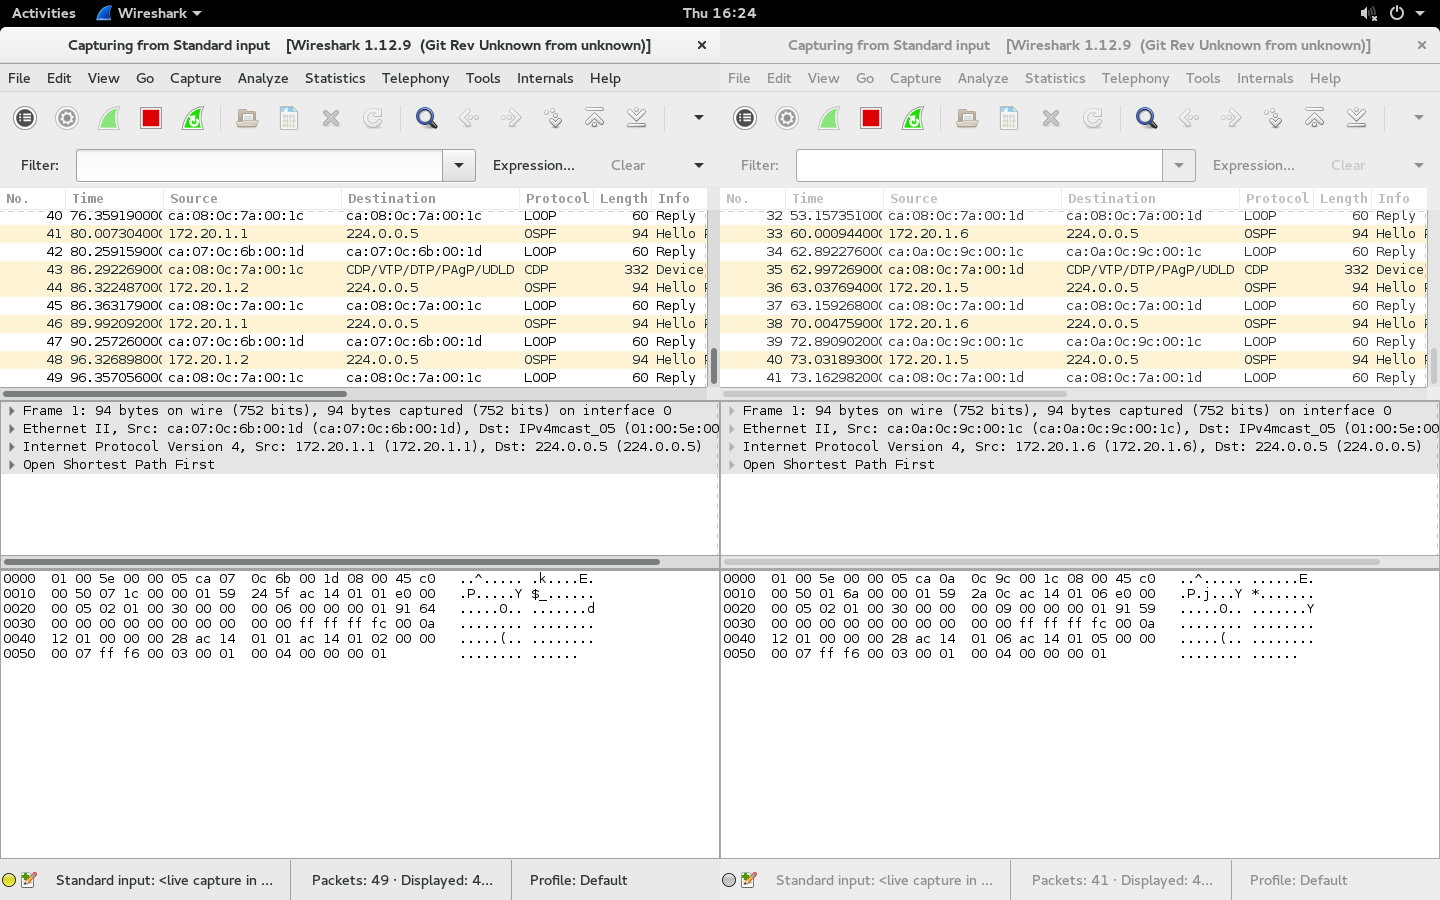 Activities Wireshark Thu 16:24
Capturing from Standard input [Wireshark 1.12.9 (Git Rev Unknown from unknown)]
File Edit View Go Capture Analyze Statistics Telephony Tools Internals Help
Filter: Expression... Clear
No. Time Source Destination Protocol Length Info
40 76.359190000 ca:08:0c:7a:00:1c ca:08:0c:7a:00:1c LOOP 60 Reply
41 80.007304000 172.20.1.1 224.0.0.5 OSPF 94 Hello
42 80.259159000 ca:07:0c:6b:00:1d ca:07:0c:6b:00:1d LOOP 60 Reply
43 86.292269000 ca:08:0c:7a:00:1c CDP/VTP/DTP/PAgP/UDLD CDP 332 Device
44 86.322487000 172.20.1.2 224.0.0.5 OSPF 94 Hello
45 86.363179000 ca:08:0c:7a:00:1c ca:08:0c:7a:00:1c LOOP 60 Reply
46 89.992092000 172.20.1.1 224.0.0.5 OSPF 94 Hello
47 90.257260000 ca:07:0c:6b:00:1d ca:07:0c:6b:00:1d LOOP 60 Reply
48 96.326898000 172.20.1.2 224.0.0.5 OSPF 94 Hello
49 96.357056000 ca:08:0c:7a:00:1c ca:08:0c:7a:00:1c LOOP 60 Reply
Frame 1: 94 bytes on wire (752 bits), 94 bytes captured (752 bits) on interface 0
Ethernet II, Src: ca:07:0c:6b:00:1d (ca:07:0c:6b:00:1d), Dst: IPv4mcast_05 (01:00:5e:00
Internet Protocol Version 4, Src: 172.20.1.1 (172.20.1.1), Dst: 224.0.0.5 (224.0.0.5)
Open Shortest Path First
0000 01 00 5e 00 00 05 ca 07 0c 6b 00 1d 08 00 45 c0 ..^..... .k....E.
0010 00 50 07 1c 00 00 01 59 24 5f ac 14 01 01 e0 00 .P.....Y $_......
0020 00 05 02 01 00 30 00 00 00 06 00 00 00 01 91 64 .....0.. .......d
0030 00 00 00 00 00 00 00 00 00 00 ff ff ff fc 00 0a ........ ........
0040 12 01 00 00 00 28 ac 14 01 01 ac 14 01 02 00 00 .....(.. ........
0050 00 07 ff f6 00 03 00 01 00 04 00 00 00 01 ........ ......
Standard input: <live capture in ... Packets: 49 · Displayed: 4... Profile: Default
Capturing from Standard input [Wireshark 1.12.9 (Git Rev Unknown from unknown)]
File Edit View Go Capture Analyze Statistics Telephony Tools Internals Help
Filter: Expression... Clear
No. Time Source Destination Protocol Length Info
32 53.157351000 ca:08:0c:7a:00:1d ca:08:0c:7a:00:1d LOOP 60 Reply
33 60.000944000 172.20.1.6 224.0.0.5 OSPF 94 Hello
34 62.892276000 ca:0a:0c:9c:00:1c ca:0a:0c:9c:00:1c LOOP 60 Reply
35 62.997269000 ca:08:0c:7a:00:1d CDP/VTP/DTP/PAgP/UDLD CDP 332 Device
36 63.037694000 172.20.1.5 224.0.0.5 OSPF 94 Hello
37 63.159268000 ca:08:0c:7a:00:1d ca:08:0c:7a:00:1d LOOP 60 Reply
38 70.004759000 172.20.1.6 224.0.0.5 OSPF 94 Hello
39 72.890902000 ca:0a:0c:9c:00:1c ca:0a:0c:9c:00:1c LOOP 60 Reply
40 73.031893000 172.20.1.5 224.0.0.5 OSPF 94 Hello
41 73.162982000 ca:08:0c:7a:00:1d ca:08:0c:7a:00:1d LOOP 60 Reply
Frame 1: 94 bytes on wire (752 bits), 94 bytes captured (752 bits) on interface 0
Ethernet II, Src: ca:0a:0c:9c:00:1c (ca:0a:0c:9c:00:1c), Dst: IPv4mcast_05 (01:00:5e:00
Internet Protocol Version 4, Src: 172.20.1.6 (172.20.1.6), Dst: 224.0.0.5 (224.0.0.5)
Open Shortest Path First
0000 01 00 5e 00 00 05 ca 0a 0c 9c 00 1c 08 00 45 c0 ..^..... ......E.
0010 00 50 01 6a 00 00 01 59 2a 0c ac 14 01 06 e0 00 .P.j...Y *.......
0020 00 05 02 01 00 30 00 00 00 09 00 00 00 01 91 59 .....0.. .......Y
0030 00 00 00 00 00 00 00 00 00 00 ff ff ff fc 00 0a ........ ........
0040 12 01 00 00 00 28 ac 14 01 06 ac 14 01 05 00 00 .....(.. ........
0050 00 07 ff f6 00 03 00 01 00 04 00 00 00 01 ........ ......
Standard input: <live capture in ... Packets: 41 · Displayed: 4... Profile: Default